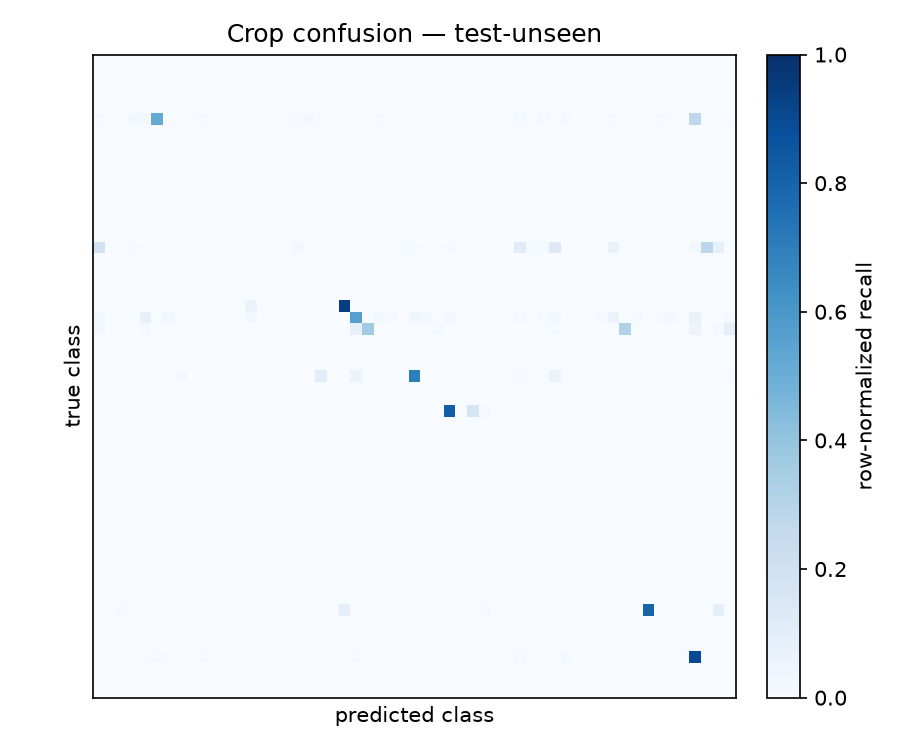 Crop confusion — test-unseen
true class
predicted class
1.0
0.8
0.6
0.4
0.2
0.0
row-normalized recall